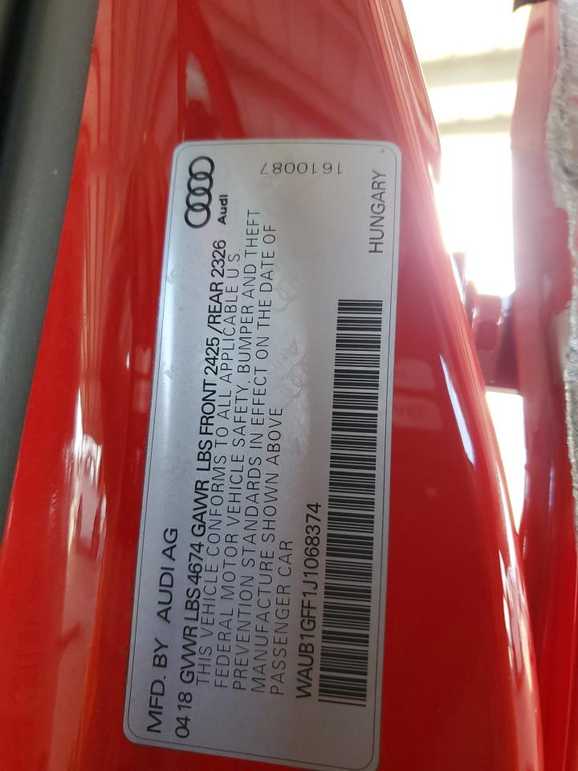 MFD. BY AUDI AG
04 18 GVWR LBS 4674 GAWR LBS FRONT 2425 /REAR 2326
THIS VEHICLE CONFORMS TO ALL APPLICABLE U S
FEDERAL MOTOR VEHICLE SAFETY, BUMPER AND THEFT
PREVENTION STANDARDS IN EFFECT ON THE DATE OF
MANUFACTURE SHOWN ABOVE
PASSENGER CAR
WAUB1GFF1J1068374
HUNGARY
Audi
1610087